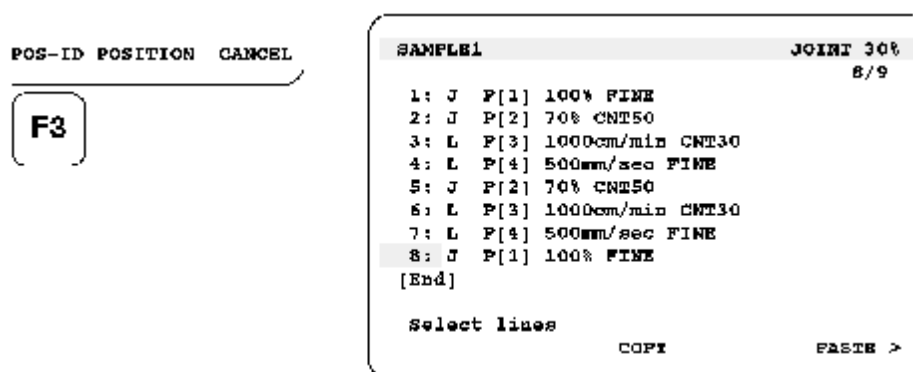 POS-ID POSITION CANCEL
F3
SAMPLE1 JOINT 30%
8/9
1: J P[1] 100% FINE
2: J P[2] 70% CNT50
3: L P[3] 1000cm/min CNT30
4: L P[4] 500mm/sec FINE
5: J P[2] 70% CNT50
6: L P[3] 1000cm/min CNT30
7: L P[4] 500mm/sec FINE
8: J P[1] 100% FINE
[End]
Select lines
COPY PASTE >